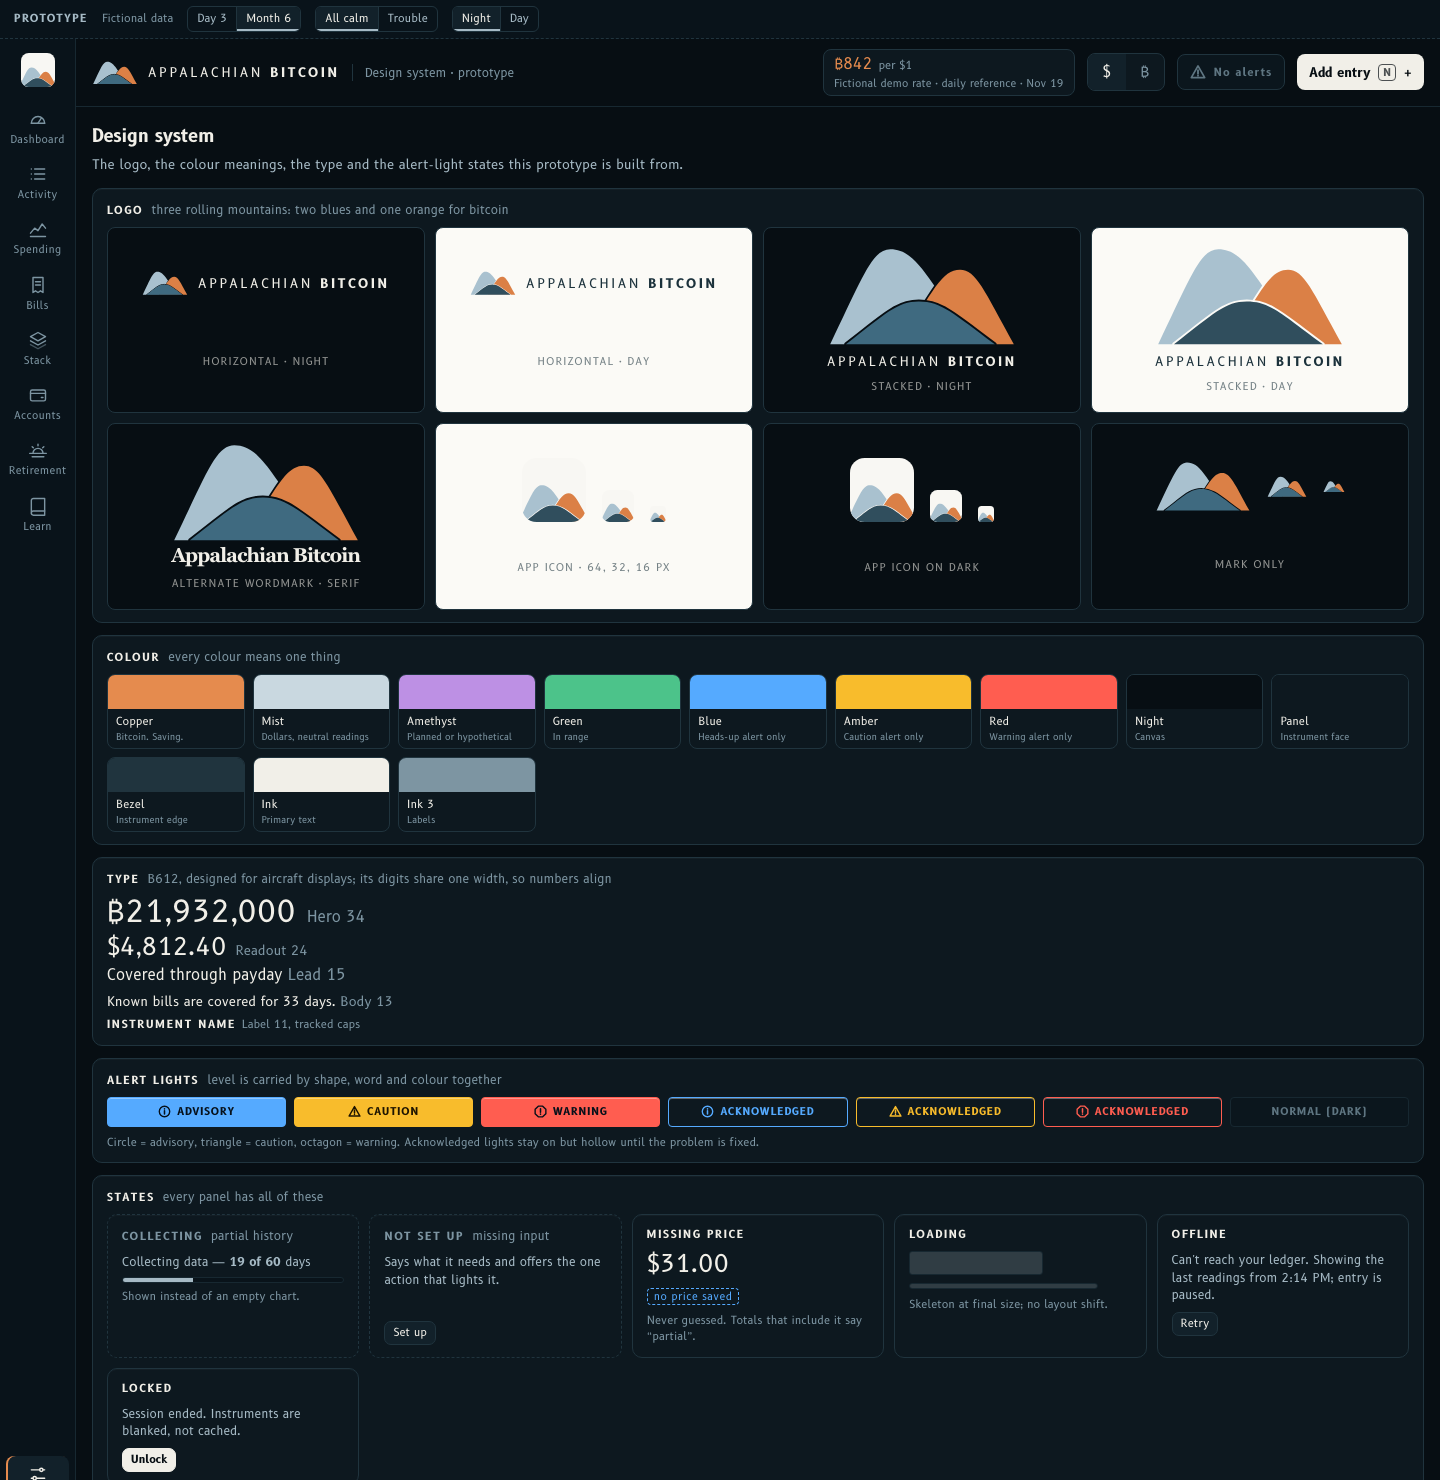 PROTOTYPE Fictional data Day 3 Month 6 All calm Trouble Night Day
APPALACHIAN BITCOIN Design system · prototype
₿842 per $1
Fictional demo rate · daily reference · Nov 19
$ ₿ No alerts Add entry N +
Dashboard
Activity
Spending
Bills
Stack
Accounts
Retirement
Learn
Design system
The logo, the colour meanings, the type and the alert-light states this prototype is built from.
LOGO three rolling mountains: two blues and one orange for bitcoin
APPALACHIAN BITCOIN
HORIZONTAL · NIGHT
APPALACHIAN BITCOIN
HORIZONTAL · DAY
APPALACHIAN BITCOIN
STACKED · NIGHT
APPALACHIAN BITCOIN
STACKED · DAY
Appalachian Bitcoin
ALTERNATE WORDMARK · SERIF
APP ICON · 64, 32, 16 PX
APP ICON ON DARK
MARK ONLY
COLOUR every colour means one thing
Copper
Bitcoin. Saving.
Mist
Dollars, neutral readings
Amethyst
Planned or hypothetical
Green
In range
Blue
Heads-up alert only
Amber
Caution alert only
Red
Warning alert only
Night
Canvas
Panel
Instrument face
Bezel
Instrument edge
Ink
Primary text
Ink 3
Labels
TYPE B612, designed for aircraft displays; its digits share one width, so numbers align
₿21,932,000 Hero 34
$4,812.40 Readout 24
Covered through payday Lead 15
Known bills are covered for 33 days. Body 13
INSTRUMENT NAME Label 11, tracked caps
ALERT LIGHTS level is carried by shape, word and colour together
ADVISORY CAUTION WARNING ACKNOWLEDGED ACKNOWLEDGED ACKNOWLEDGED NORMAL [DARK]
Circle = advisory, triangle = caution, octagon = warning. Acknowledged lights stay on but hollow until the problem is fixed.
STATES every panel has all of these
COLLECTING partial history
Collecting data — 19 of 60 days
Shown instead of an empty chart.
NOT SET UP missing input
Says what it needs and offers the one
action that lights it.
Set up
MISSING PRICE
$31.00
no price saved
Never guessed. Totals that include it say
“partial”.
LOADING
Skeleton at final size; no layout shift.
OFFLINE
Can't reach your ledger. Showing the
last readings from 2:14 PM; entry is
paused.
Retry
LOCKED
Session ended. Instruments are
blanked, not cached.
Unlock